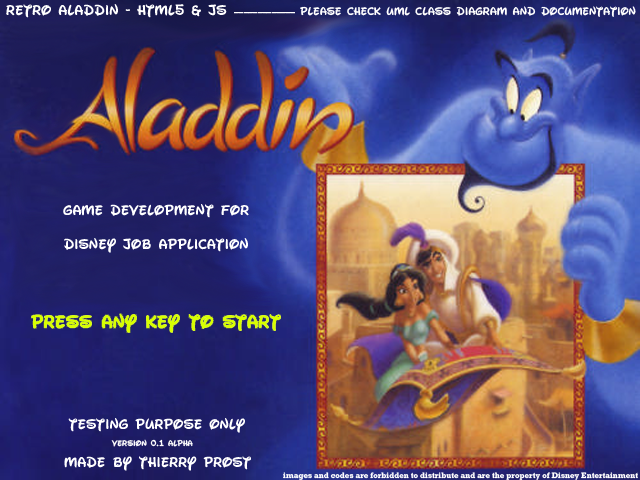 RETRO ALADDIN - HTML5 & JS ______________ PLEASE CHECK UML CLASS DIAGRAM AND DOCUMENTATION
Aladdin
GAME DEVELOPMENT FOR
DISNEY JOB APPLICATION
PRESS ANY KEY TO START
TESTING PURPOSE ONLY
VERSION 0.1 ALPHA
MADE BY THIERRY PROST
images and codes are forbidden to distribute and are the property of Disney Entertainment